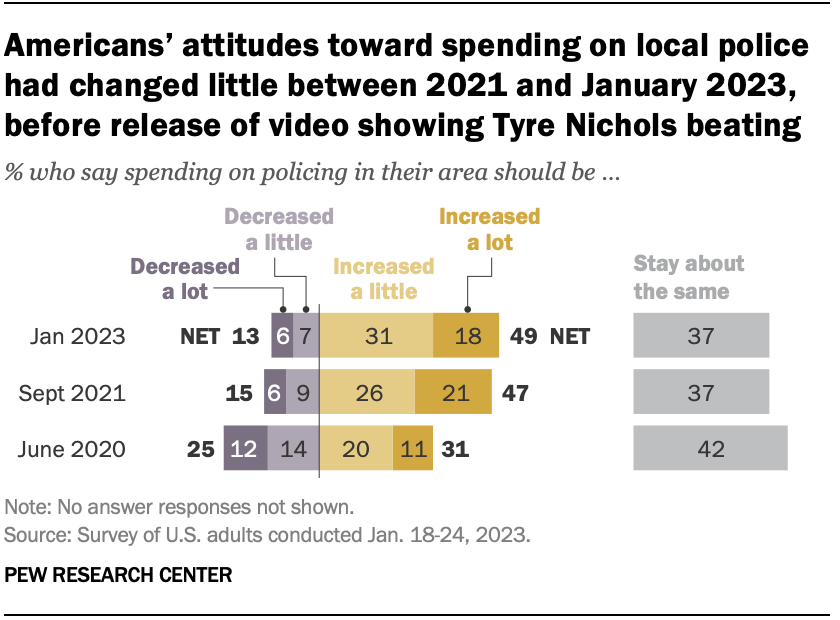 Americans’ attitudes toward spending on local police
had changed little between 2021 and January 2023,
before release of video showing Tyre Nichols beating
% who say spending on policing in their area should be ...
Decreased
a little
Increased
a lot
Decreased
a lot
Increased
a little
Stay about
the same
Jan 2023 NET 13 6 7 31 18 49 NET 37
Sept 2021 15 6 9 26 21 47 37
June 2020 25 12 14 20 11 31 42
Note: No answer responses not shown.
Source: Survey of U.S. adults conducted Jan. 18-24, 2023.
PEW RESEARCH CENTER